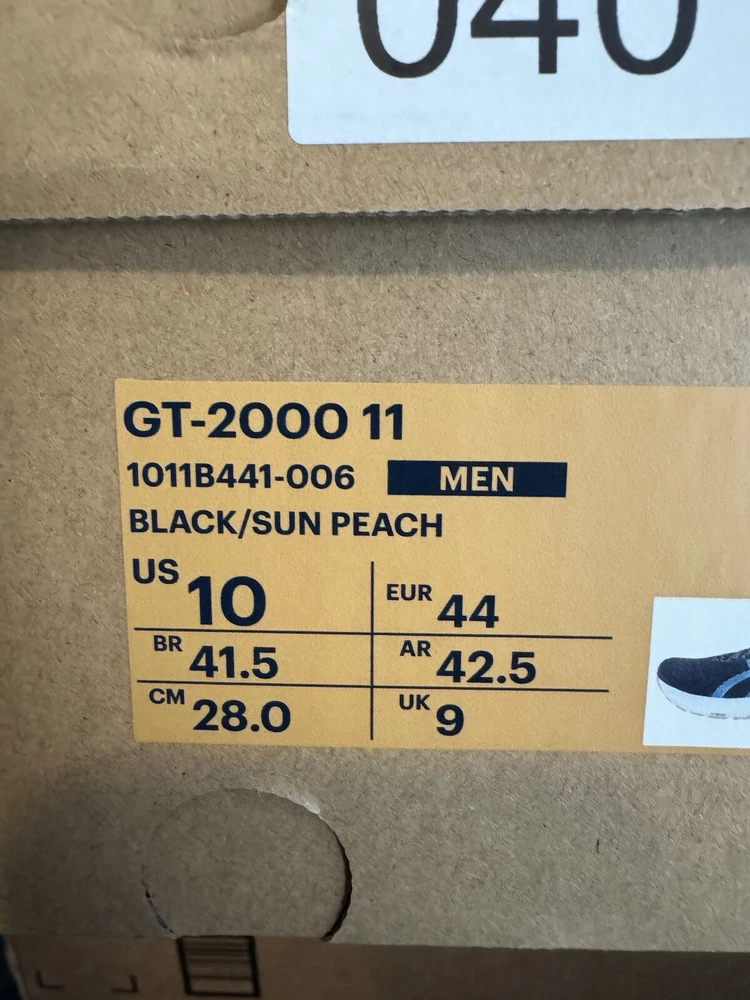 040
GT-2000 11
1011B441-006 MEN
BLACK/SUN PEACH
US 10 EUR 44
BR 41.5 AR 42.5
CM 28.0 UK 9